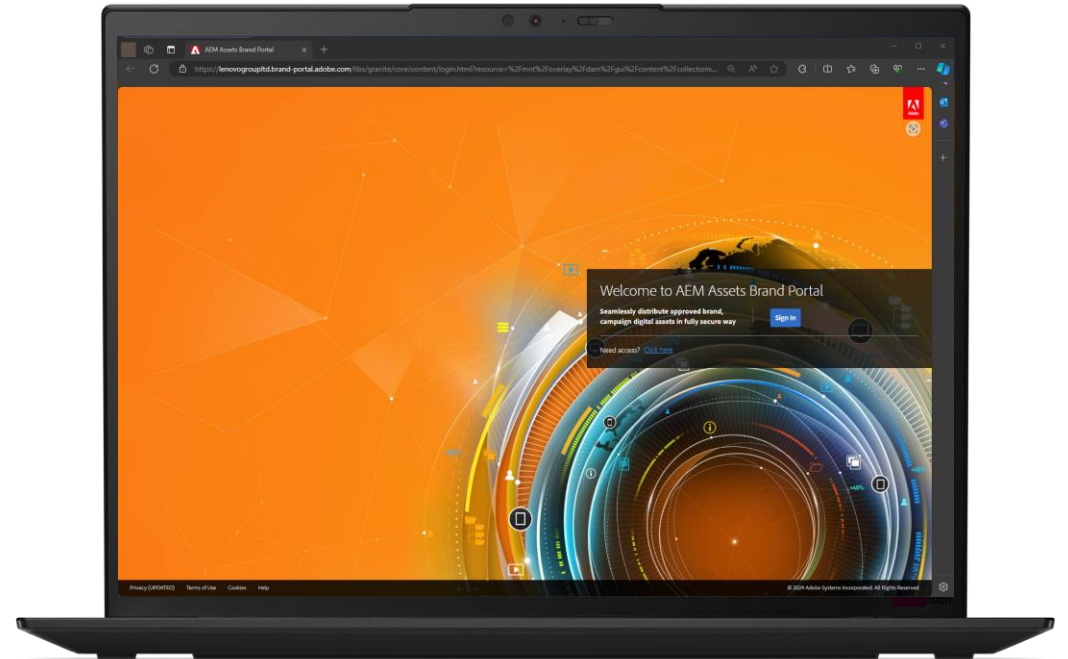 AEM Assets Brand Portal
https://lenovogroupltd.brand-portal.adobe.com/libs/granite/core/content/login.html?resource=%2Fmnt%2Foverlay%2Fdam%2Fgui%2Fcontent%2Fcollections...
Adobe
Welcome to AEM Assets Brand Portal
Seamlessly distribute approved brand,
campaign digital assets in fully secure way
Sign In
Need access? Click here
+40%
Privacy (UPDATED) Terms of Use Cookies Help
© 2024 Adobe Systems Incorporated. All Rights Reserved.